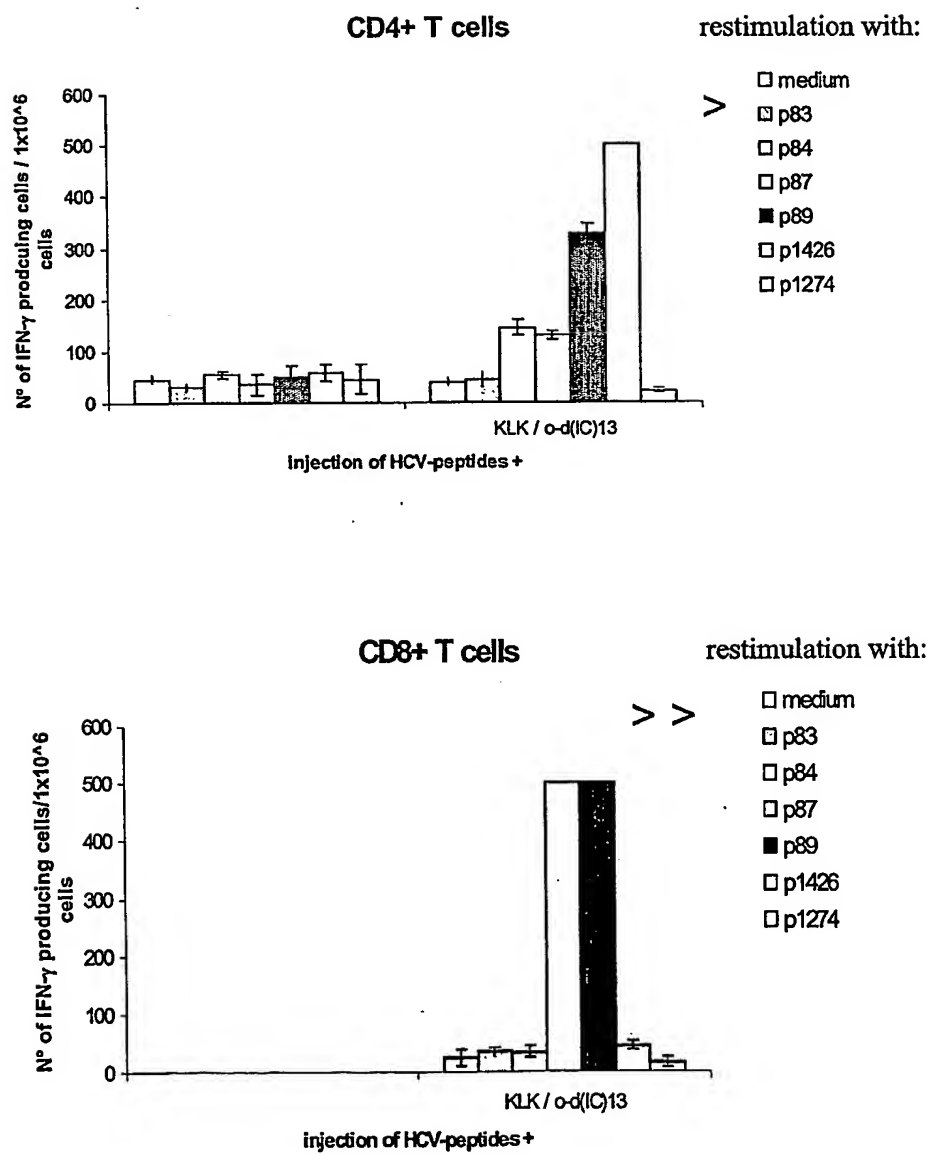 CD4+ T cells
restimulation with:
>
medium
p83
p84
p87
p89
p1426
p1274
N° of IFN-γ prodcuing cells / 1x10^6
cells
600
500
400
300
200
100
0
KLK / o-d(IC)13
injection of HCV-peptides +
CD8+ T cells
restimulation with:
> >
medium
p83
p84
p87
p89
p1426
p1274
N° of IFN-γ producing cells/1x10^6
cells
600
500
400
300
200
100
0
KLK / o-d(IC)13
injection of HCV-peptides +